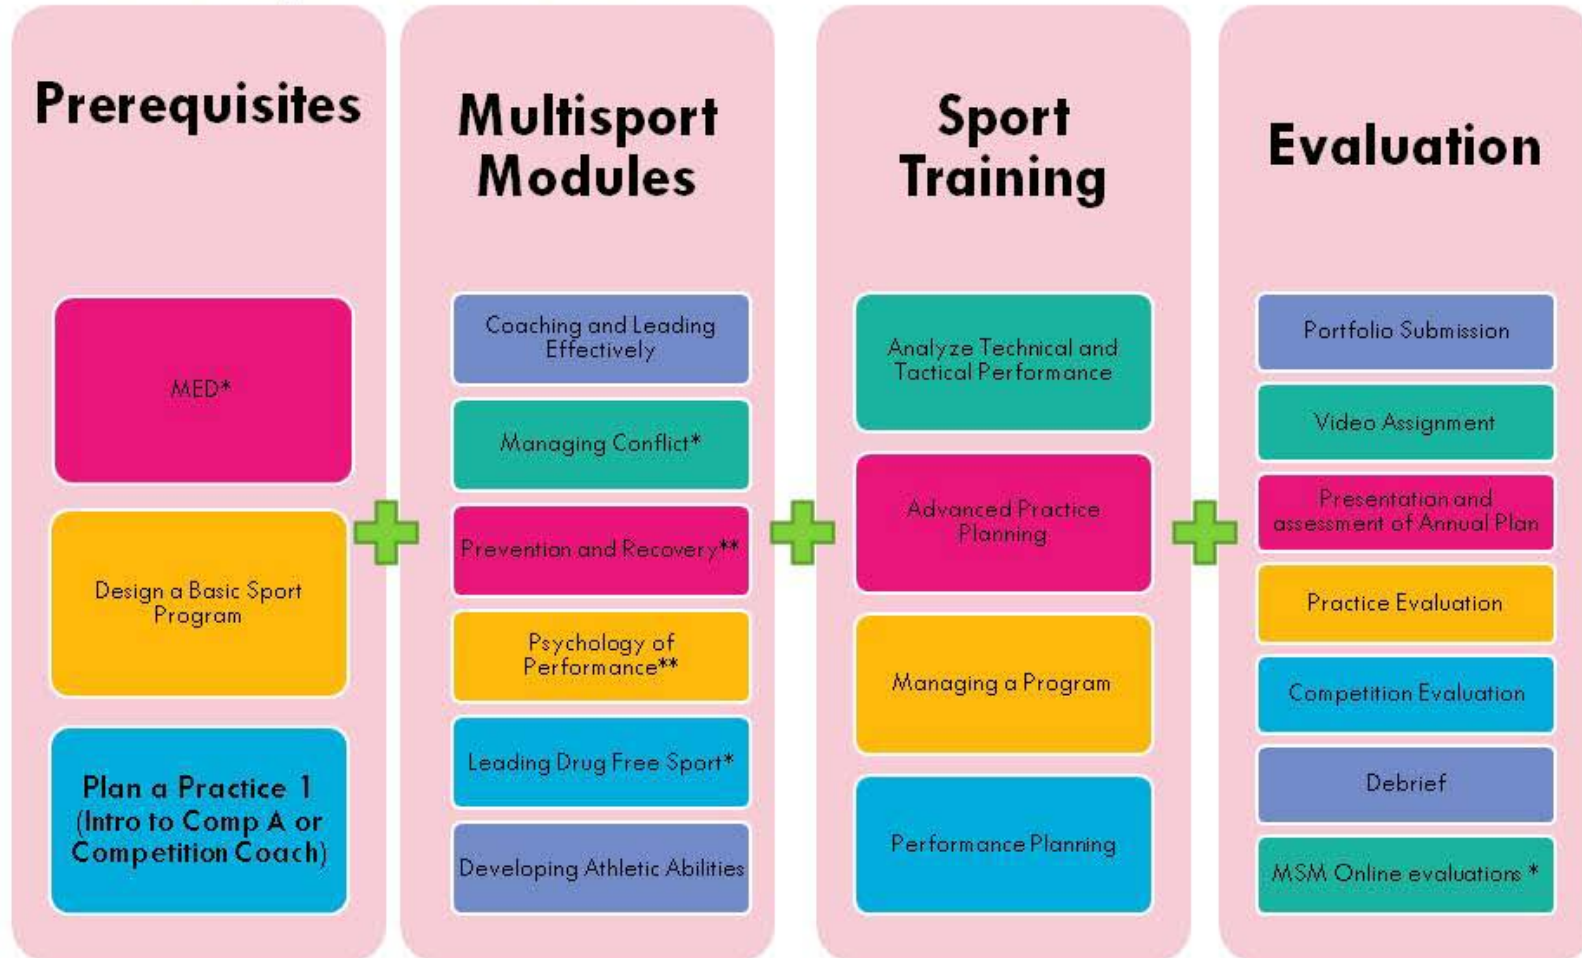 Prerequisites
MED*
Design a Basic Sport
Program
Plan a Practice 1
(Intro to Comp A or
Competition Coach)
Multisport
Modules
Coaching and Leading
Effectively
Managing Conflict*
Prevention and Recovery**
Psychology of
Performance**
Leading Drug Free Sport*
Developing Athletic Abilities
Sport
Training
Analyze Technical and
Tactical Performance
Advanced Practice
Planning
Managing a Program
Performance Planning
Evaluation
Portfolio Submission
Video Assignment
Presentation and
assessment of Annual Plan
Practice Evaluation
Competition Evaluation
Debrief
MSM Online evaluations *